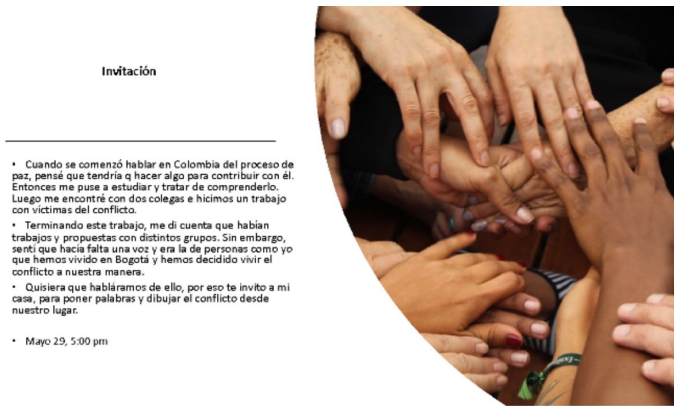 Invitación
• Cuando se comenzó hablar en Colombia del proceso de
paz, pensé que tendría q hacer algo para contribuir con él.
Entonces me puse a estudiar y tratar de comprenderlo.
Luego me encontré con dos colegas e hicimos un trabajo
con víctimas del conflicto.
• Terminando este trabajo, me di cuenta que habían
trabajos y propuestas con distintos grupos. Sin embargo,
sentí que hacía falta una voz y era la de personas como yo
que hemos vivido en Bogotá y hemos decidido vivir el
conflicto a nuestra manera.
• Quisiera que habláramos de ello, por eso te invito a mi
casa, para poner palabras y dibujar el conflicto desde
nuestro lugar.
• Mayo 29, 5:00 pm